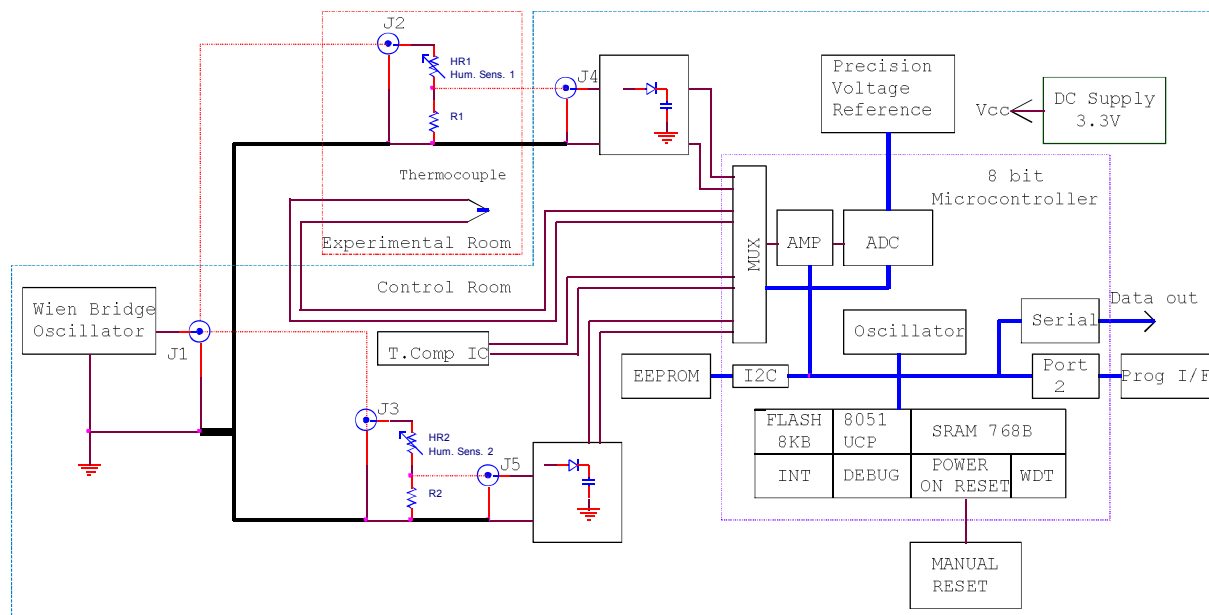 J2
HR1
Hum. Sens. 1
R1
J4
Precision
Voltage
Reference
Vcc
DC Supply
3.3V
Thermocouple
Experimental Room
Control Room
8 bit
Microcontroller
MUX
AMP
ADC
Wien Bridge
Oscillator
J1
T.Comp IC
Oscillator
Serial
Data out
EEPROM
I2C
Port
2
Prog I/F
J3
HR2
Hum. Sens. 2
R2
J5
FLASH
8KB
8051
UCP
SRAM 768B
INT
DEBUG
POWER
ON RESET
WDT
MANUAL
RESET